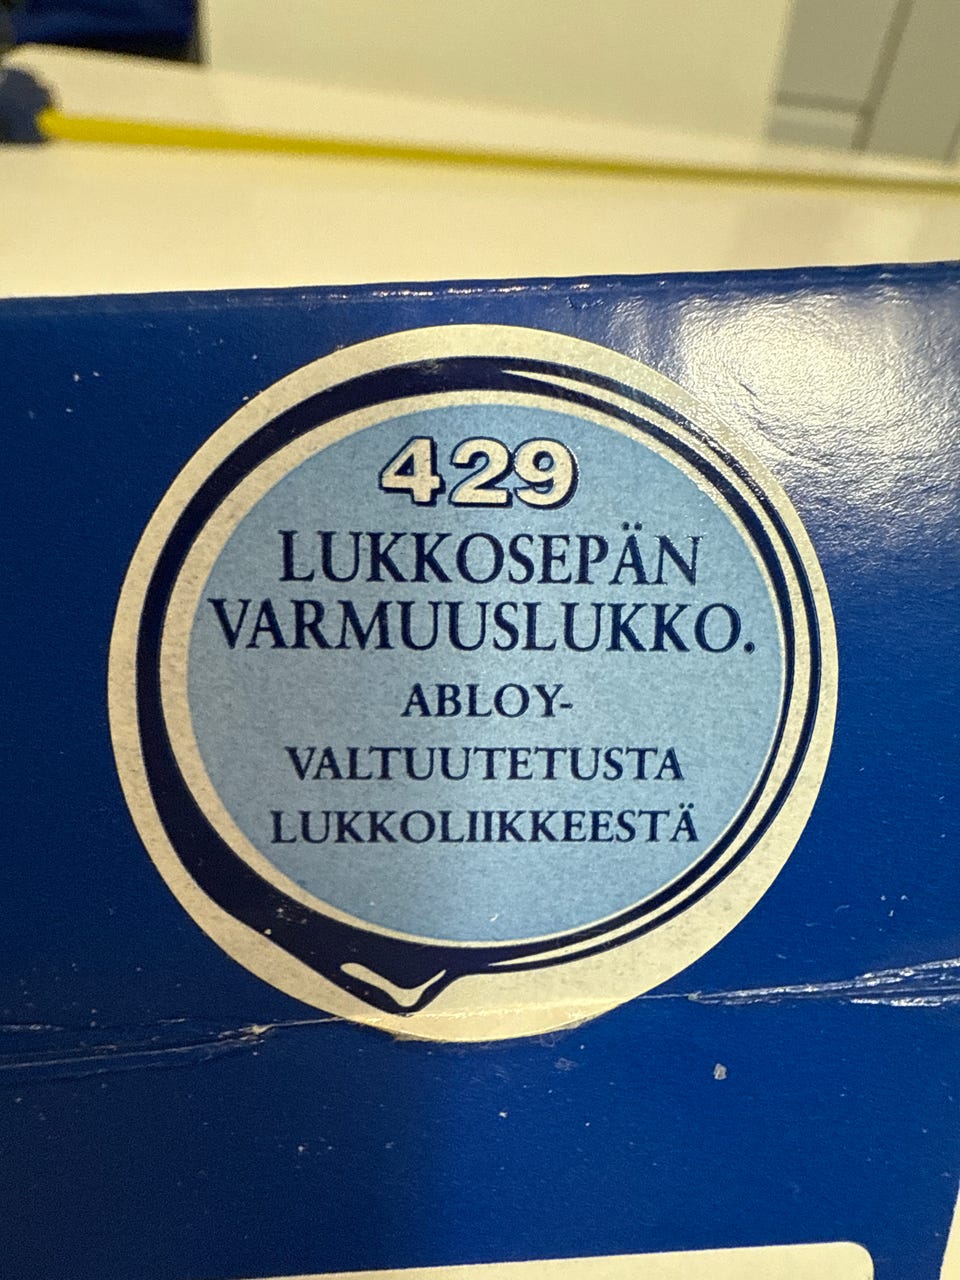 429
LUKKOSEPÄN
VARMUUSLUKKO.
ABLOY-
VALTUUTETUSTA
LUKKOLIIKKEESTÄ